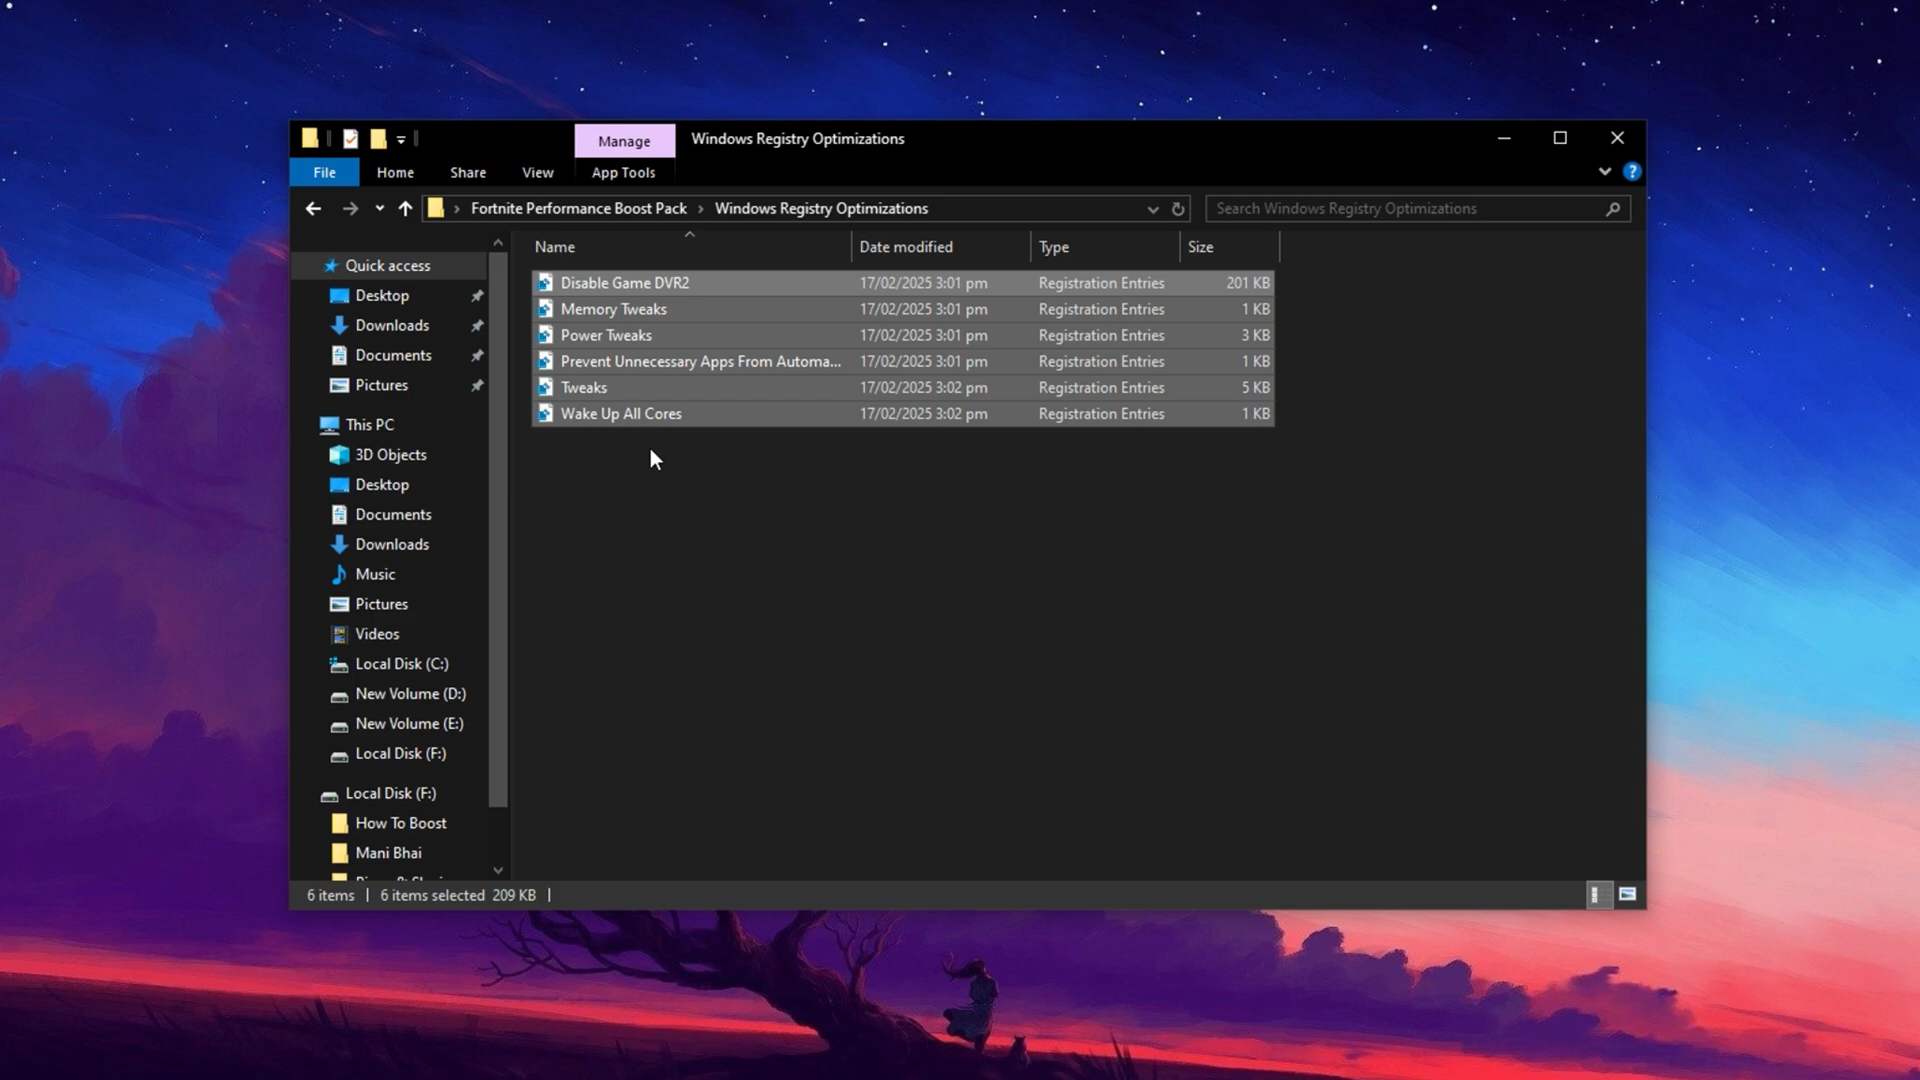 Manage
Windows Registry Optimizations
File
Home
Share
View
App Tools
?
Fortnite Performance Boost Pack
Windows Registry Optimizations
Search Windows Registry Optimizations
Name
Date modified
Type
Size
Disable Game DVR2 17/02/2025 3:01 pm Registration Entries 201 KB
Memory Tweaks 17/02/2025 3:01 pm Registration Entries 1 KB
Power Tweaks 17/02/2025 3:01 pm Registration Entries 3 KB
Prevent Unnecessary Apps From Automa... 17/02/2025 3:01 pm Registration Entries 1 KB
Tweaks 17/02/2025 3:02 pm Registration Entries 5 KB
Wake Up All Cores 17/02/2025 3:02 pm Registration Entries 1 KB
Quick access
Desktop
Downloads
Documents
Pictures
This PC
3D Objects
Desktop
Documents
Downloads
Music
Pictures
Videos
Local Disk (C:)
New Volume (D:)
New Volume (E:)
Local Disk (F:)
Local Disk (F:)
How To Boost
Mani Bhai
6 items
6 items selected 209 KB